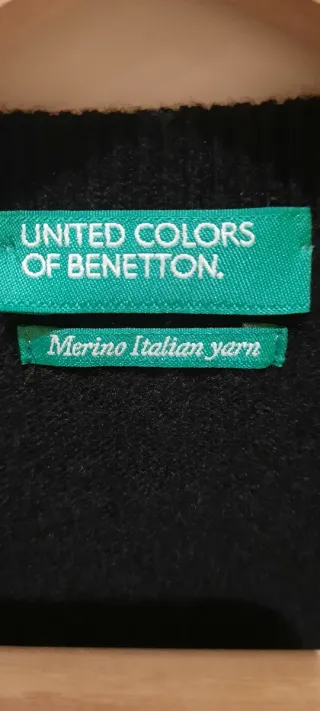 UNITED COLORS
OF BENETTON.
Merino Italian yarn